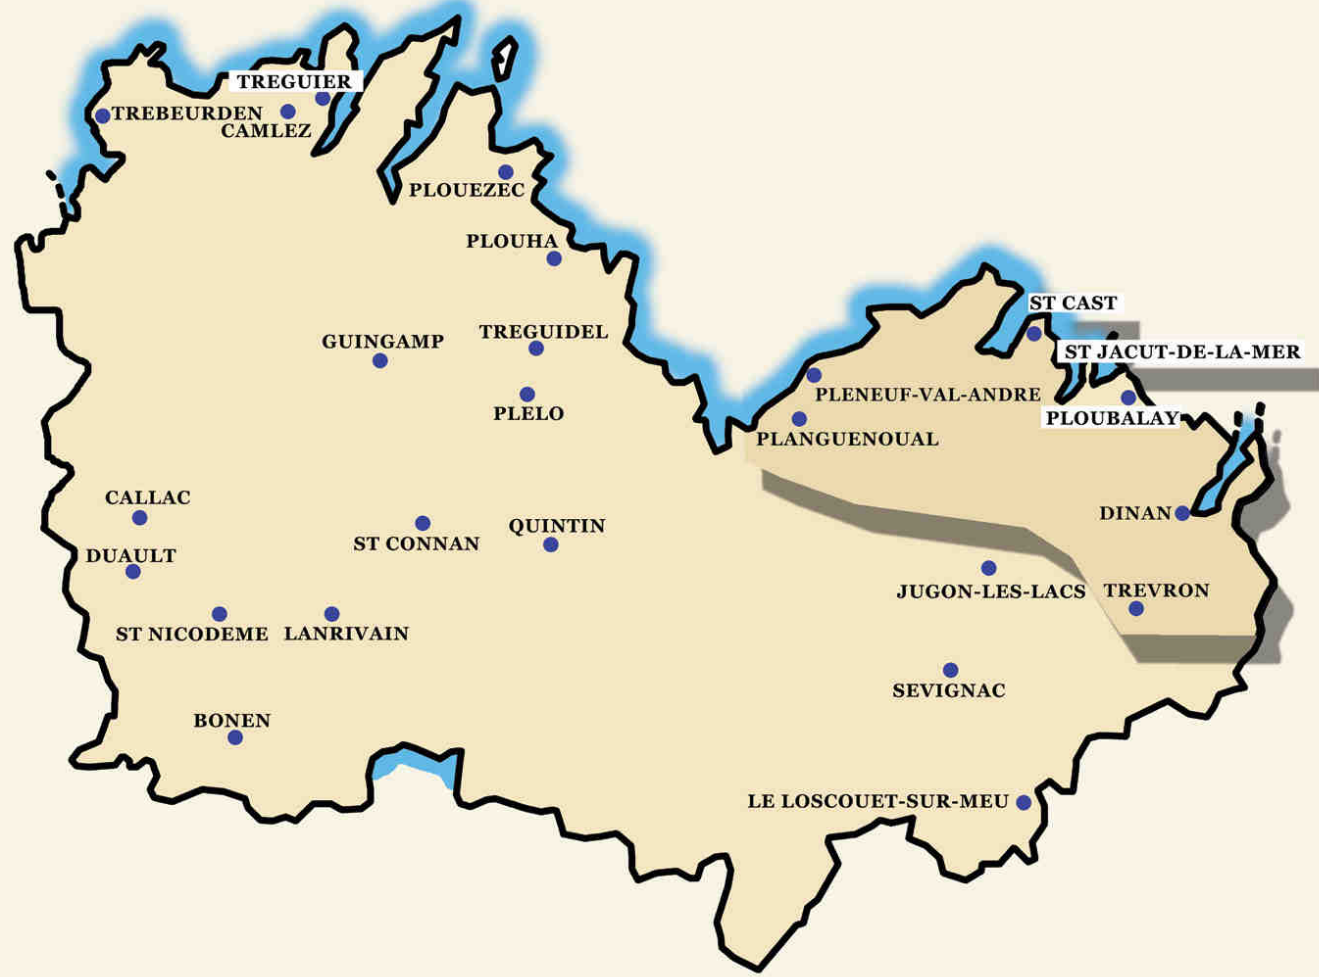 TREGUIER
TREBEURDEN
CAMLEZ
PLOUEZEC
PLOUHA
ST CAST
TREGUIDEL
GUINGAMP
ST JACUT-DE-LA-MER
PLENEUF-VAL-ANDRE
PLELO
PLOUBALAY
PLANGUENOUAL
CALLAC
DINAN
QUINTIN
ST CONNAN
DUAULT
JUGON-LES-LACS
TREVRON
ST NICODEME
LANRIVAIN
SEVIGNAC
BONEN
LE LOSCOUET-SUR-MEU